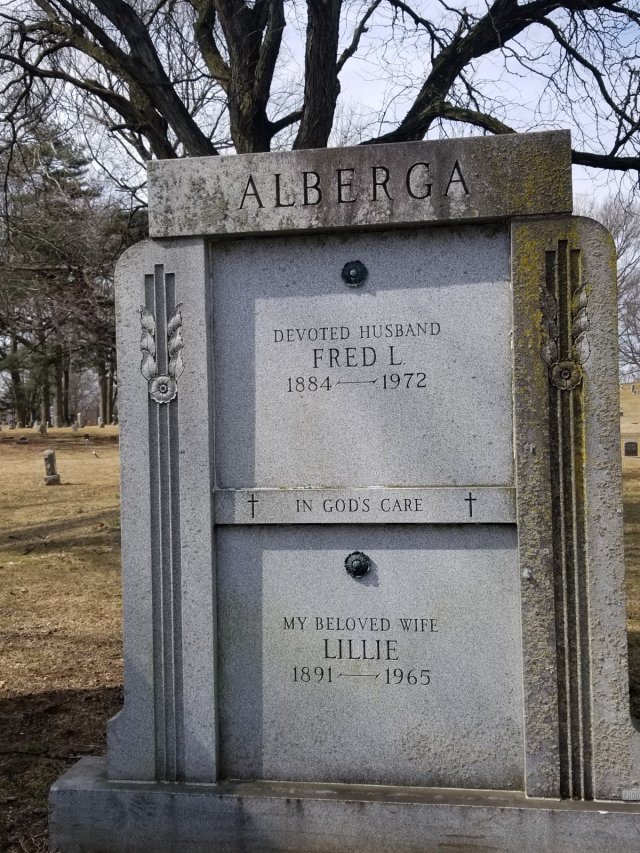 ALBERGA
DEVOTED HUSBAND
FRED L.
1884 — 1972
IN GOD'S CARE
MY BELOVED WIFE
LILLIE
1891 — 1965